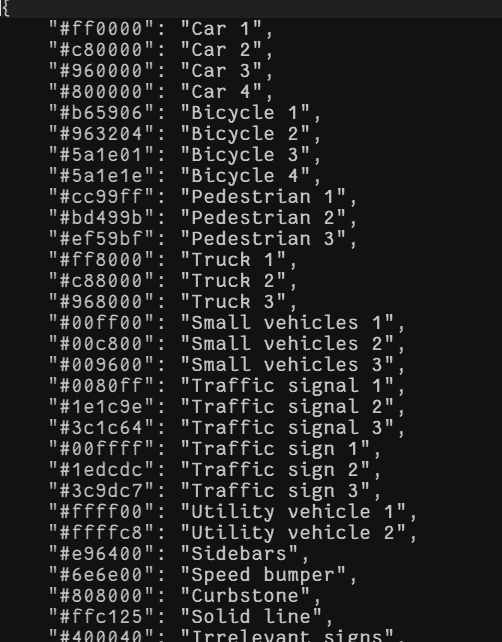 {
"#ff0000": "Car 1",
"#c80000": "Car 2",
"#960000": "Car 3",
"#800000": "Car 4",
"#b65906": "Bicycle 1",
"#963204": "Bicycle 2",
"#5a1e01": "Bicycle 3",
"#5a1e1e": "Bicycle 4",
"#cc99ff": "Pedestrian 1",
"#bd499b": "Pedestrian 2",
"#ef59bf": "Pedestrian 3",
"#ff8000": "Truck 1",
"#c88000": "Truck 2",
"#968000": "Truck 3",
"#00ff00": "Small vehicles 1",
"#00c800": "Small vehicles 2",
"#009600": "Small vehicles 3",
"#0080ff": "Traffic signal 1",
"#1e1c9e": "Traffic signal 2",
"#3c1c64": "Traffic signal 3",
"#00ffff": "Traffic sign 1",
"#1edcdc": "Traffic sign 2",
"#3c9dc7": "Traffic sign 3",
"#ffff00": "Utility vehicle 1",
"#ffffc8": "Utility vehicle 2",
"#e96400": "Sidebars",
"#6e6e00": "Speed bumper",
"#808000": "Curbstone",
"#ffc125": "Solid line",
"#400040": "Irrelevant signs",